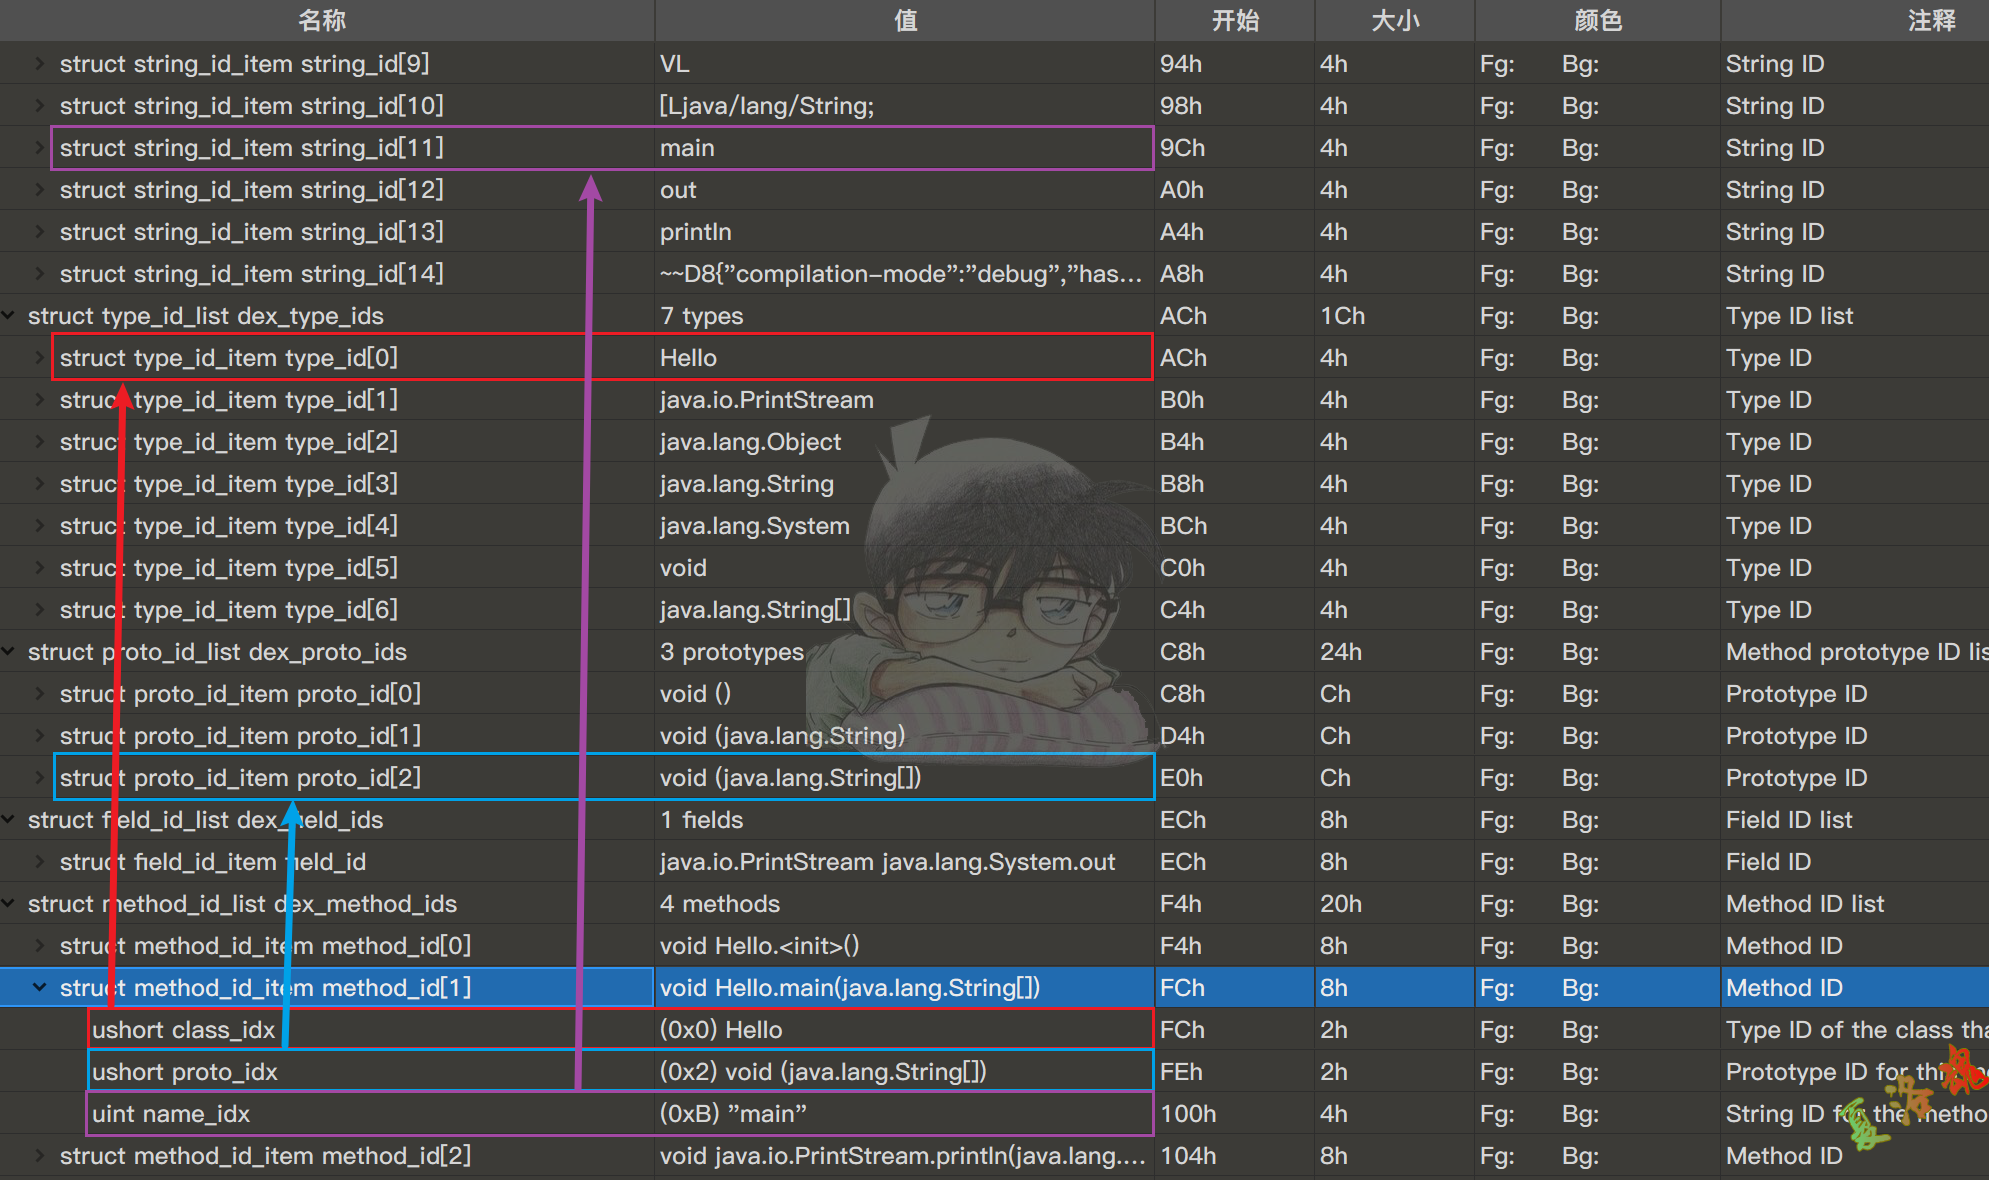 名称 值 开始 大小 颜色 注释
struct string_id_item string_id[9] VL 94h 4h Fg: Bg: String ID
struct string_id_item string_id[10] [Ljava/lang/String; 98h 4h Fg: Bg: String ID
struct string_id_item string_id[11] main 9Ch 4h Fg: Bg: String ID
struct string_id_item string_id[12] out A0h 4h Fg: Bg: String ID
struct string_id_item string_id[13] println A4h 4h Fg: Bg: String ID
struct string_id_item string_id[14] ~~D8{"compilation-mode":"debug","has... A8h 4h Fg: Bg: String ID
struct type_id_list dex_type_ids 7 types ACh 1Ch Fg: Bg: Type ID list
struct type_id_item type_id[0] Hello ACh 4h Fg: Bg: Type ID
struct type_id_item type_id[1] java.io.PrintStream B0h 4h Fg: Bg: Type ID
struct type_id_item type_id[2] java.lang.Object B4h 4h Fg: Bg: Type ID
struct type_id_item type_id[3] java.lang.String B8h 4h Fg: Bg: Type ID
struct type_id_item type_id[4] java.lang.System BCh 4h Fg: Bg: Type ID
struct type_id_item type_id[5] void C0h 4h Fg: Bg: Type ID
struct type_id_item type_id[6] java.lang.String[] C4h 4h Fg: Bg: Type ID
struct proto_id_list dex_proto_ids 3 prototypes C8h 24h Fg: Bg: Method prototype ID lis
struct proto_id_item proto_id[0] void () C8h Ch Fg: Bg: Prototype ID
struct proto_id_item proto_id[1] void (java.lang.String) D4h Ch Fg: Bg: Prototype ID
struct proto_id_item proto_id[2] void (java.lang.String[]) E0h Ch Fg: Bg: Prototype ID
struct field_id_list dex_field_ids 1 fields ECh 8h Fg: Bg: Field ID list
struct field_id_item field_id java.io.PrintStream java.lang.System.out ECh 8h Fg: Bg: Field ID
struct method_id_list dex_method_ids 4 methods F4h 20h Fg: Bg: Method ID list
struct method_id_item method_id[0] void Hello.<init>() F4h 8h Fg: Bg: Method ID
struct method_id_item method_id[1] void Hello.main(java.lang.String[]) FCh 8h Fg: Bg: Method ID
ushort class_idx (0x0) Hello FCh 2h Fg: Bg: Type ID of the class tha
ushort proto_idx (0x2) void (java.lang.String[]) FEh 2h Fg: Bg: Prototype ID for this me
uint name_idx (0xB) "main" 100h 4h Fg: Bg: String ID for the metho
struct method_id_item method_id[2] void java.io.PrintStream.println(java.lang.... 104h 8h Fg: Bg: Method ID